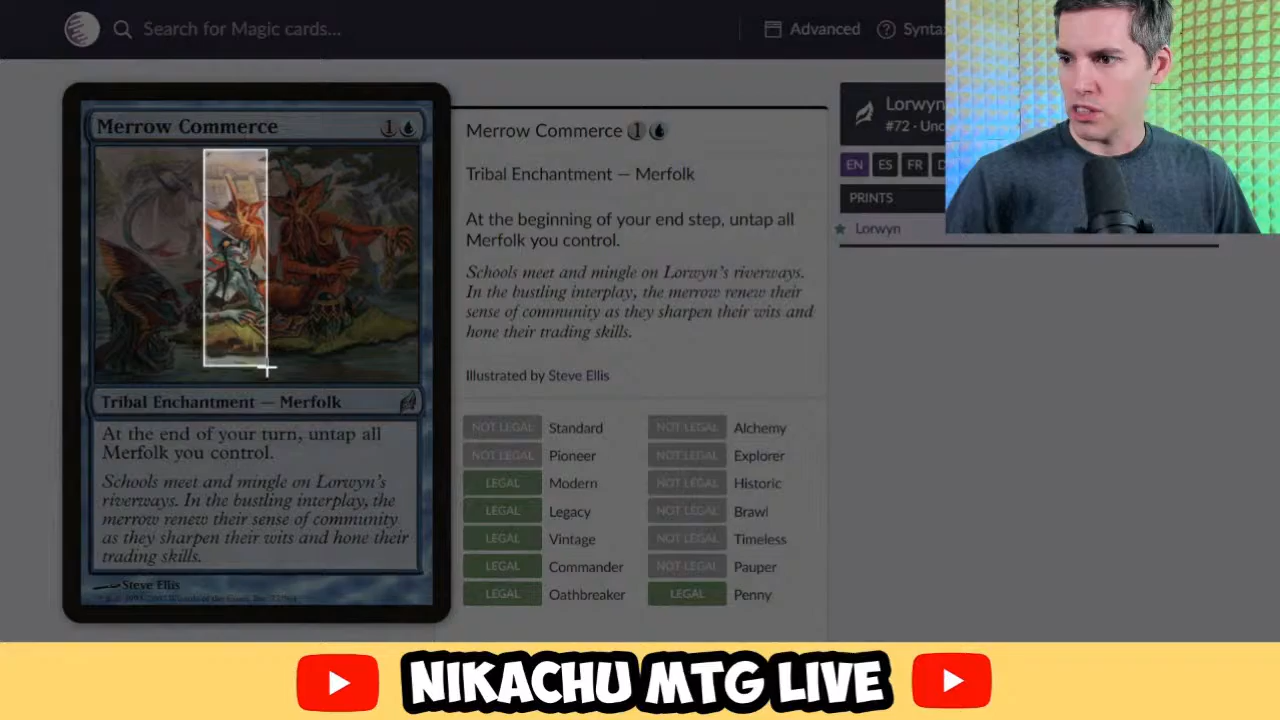 Search for Magic cards...
Advanced
Synta
Merrow Commerce 1
Tribal Enchantment — Merfolk
At the end of your turn, untap all
Merfolk you control.
Schools meet and mingle on Lorwyn's
riverways. In the bustling interplay, the
merrow renew their sense of community
as they sharpen their wits and hone their
trading skills.
Steve Ellis
Merrow Commerce 1
Tribal Enchantment — Merfolk
At the beginning of your end step, untap all
Merfolk you control.
Schools meet and mingle on Lorwyn's riverways.
In the bustling interplay, the merrow renew their
sense of community as they sharpen their wits and
hone their trading skills.
Illustrated by Steve Ellis
NOT LEGAL Standard NOT LEGAL Alchemy
NOT LEGAL Pioneer NOT LEGAL Explorer
LEGAL Modern NOT LEGAL Historic
LEGAL Legacy NOT LEGAL Brawl
LEGAL Vintage NOT LEGAL Timeless
LEGAL Commander NOT LEGAL Pauper
LEGAL Oathbreaker LEGAL Penny
Lorwyn
#72 · Unc
EN ES FR D
PRINTS
Lorwyn
NIKACHU MTG LIVE